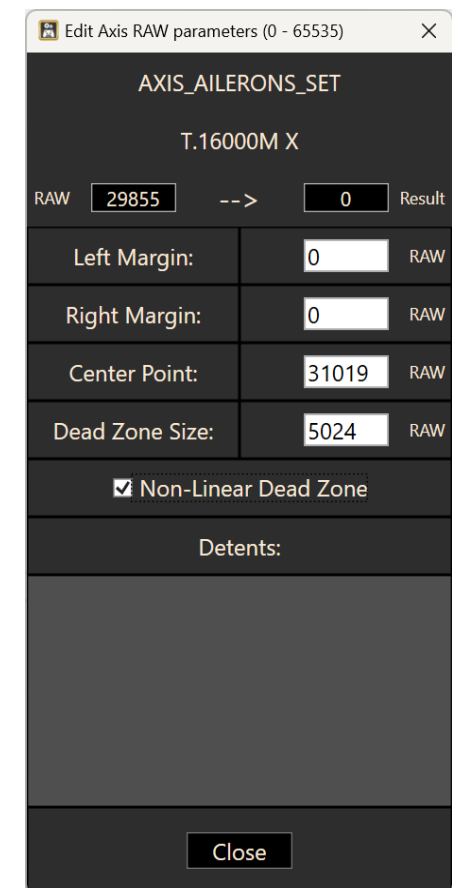 Edit Axis RAW parameters (0 - 65535)
AXIS_AILERONS_SET
T.16000M X
RAW 29855 --> 0 Result
Left Margin: 0 RAW
Right Margin: 0 RAW
Center Point: 31019 RAW
Dead Zone Size: 5024 RAW
Non-Linear Dead Zone
Detents:
Close